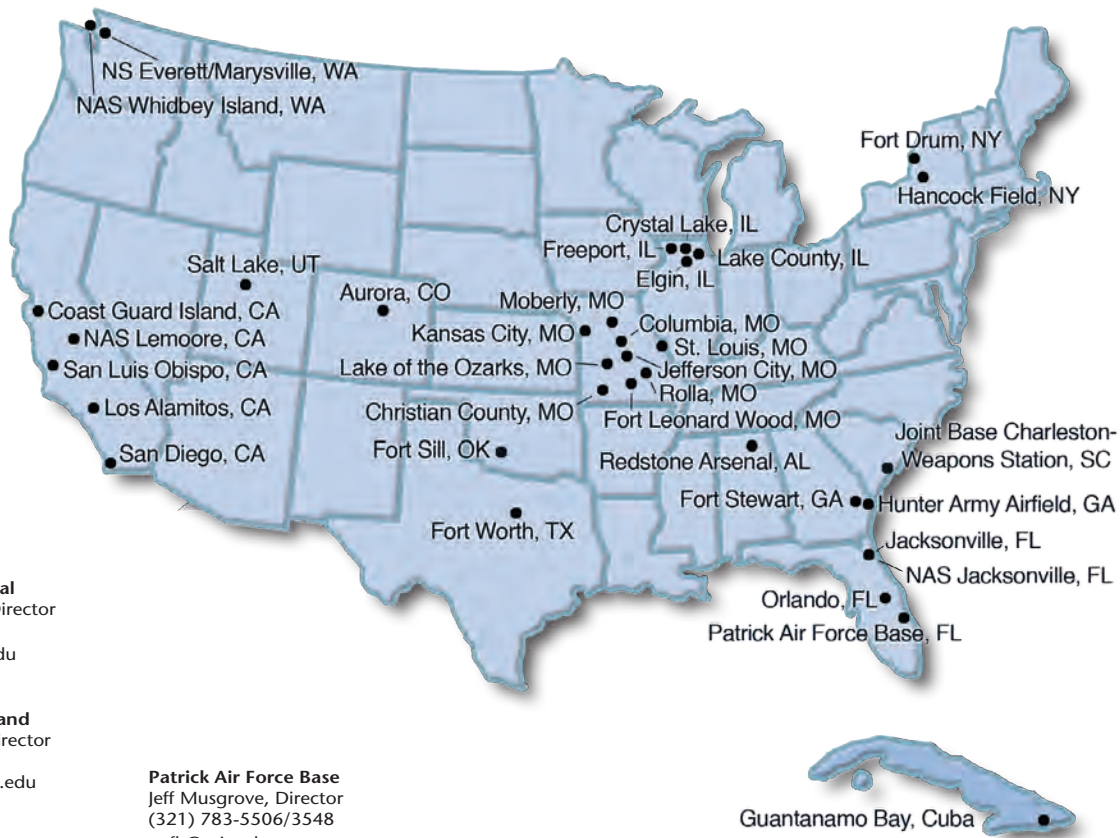 NS Everett/Marysville, WA
NAS Whidbey Island, WA
Fort Drum, NY
Hancock Field, NY
Crystal Lake, IL
Freeport, IL
Lake County, IL
Elgin, IL
Salt Lake, UT
Aurora, CO
Moberly, MO
Coast Guard Island, CA
Kansas City, MO
Columbia, MO
NAS Lemoore, CA
St. Louis, MO
Lake of the Ozarks, MO
Jefferson City, MO
San Luis Obispo, CA
Rolla, MO
Los Alamitos, CA
Christian County, MO
Fort Leonard Wood, MO
San Diego, CA
Fort Sill, OK
Redstone Arsenal, AL
Joint Base Charleston-
Weapons Station, SC
Fort Stewart, GA
Hunter Army Airfield, GA
Fort Worth, TX
Jacksonville, FL
NAS Jacksonville, FL
Orlando, FL
Patrick Air Force Base, FL
Guantanamo Bay, Cuba
al
Director
du
and
rector
.edu
Patrick Air Force Base
Jeff Musgrove, Director
(321) 783-5506/3548